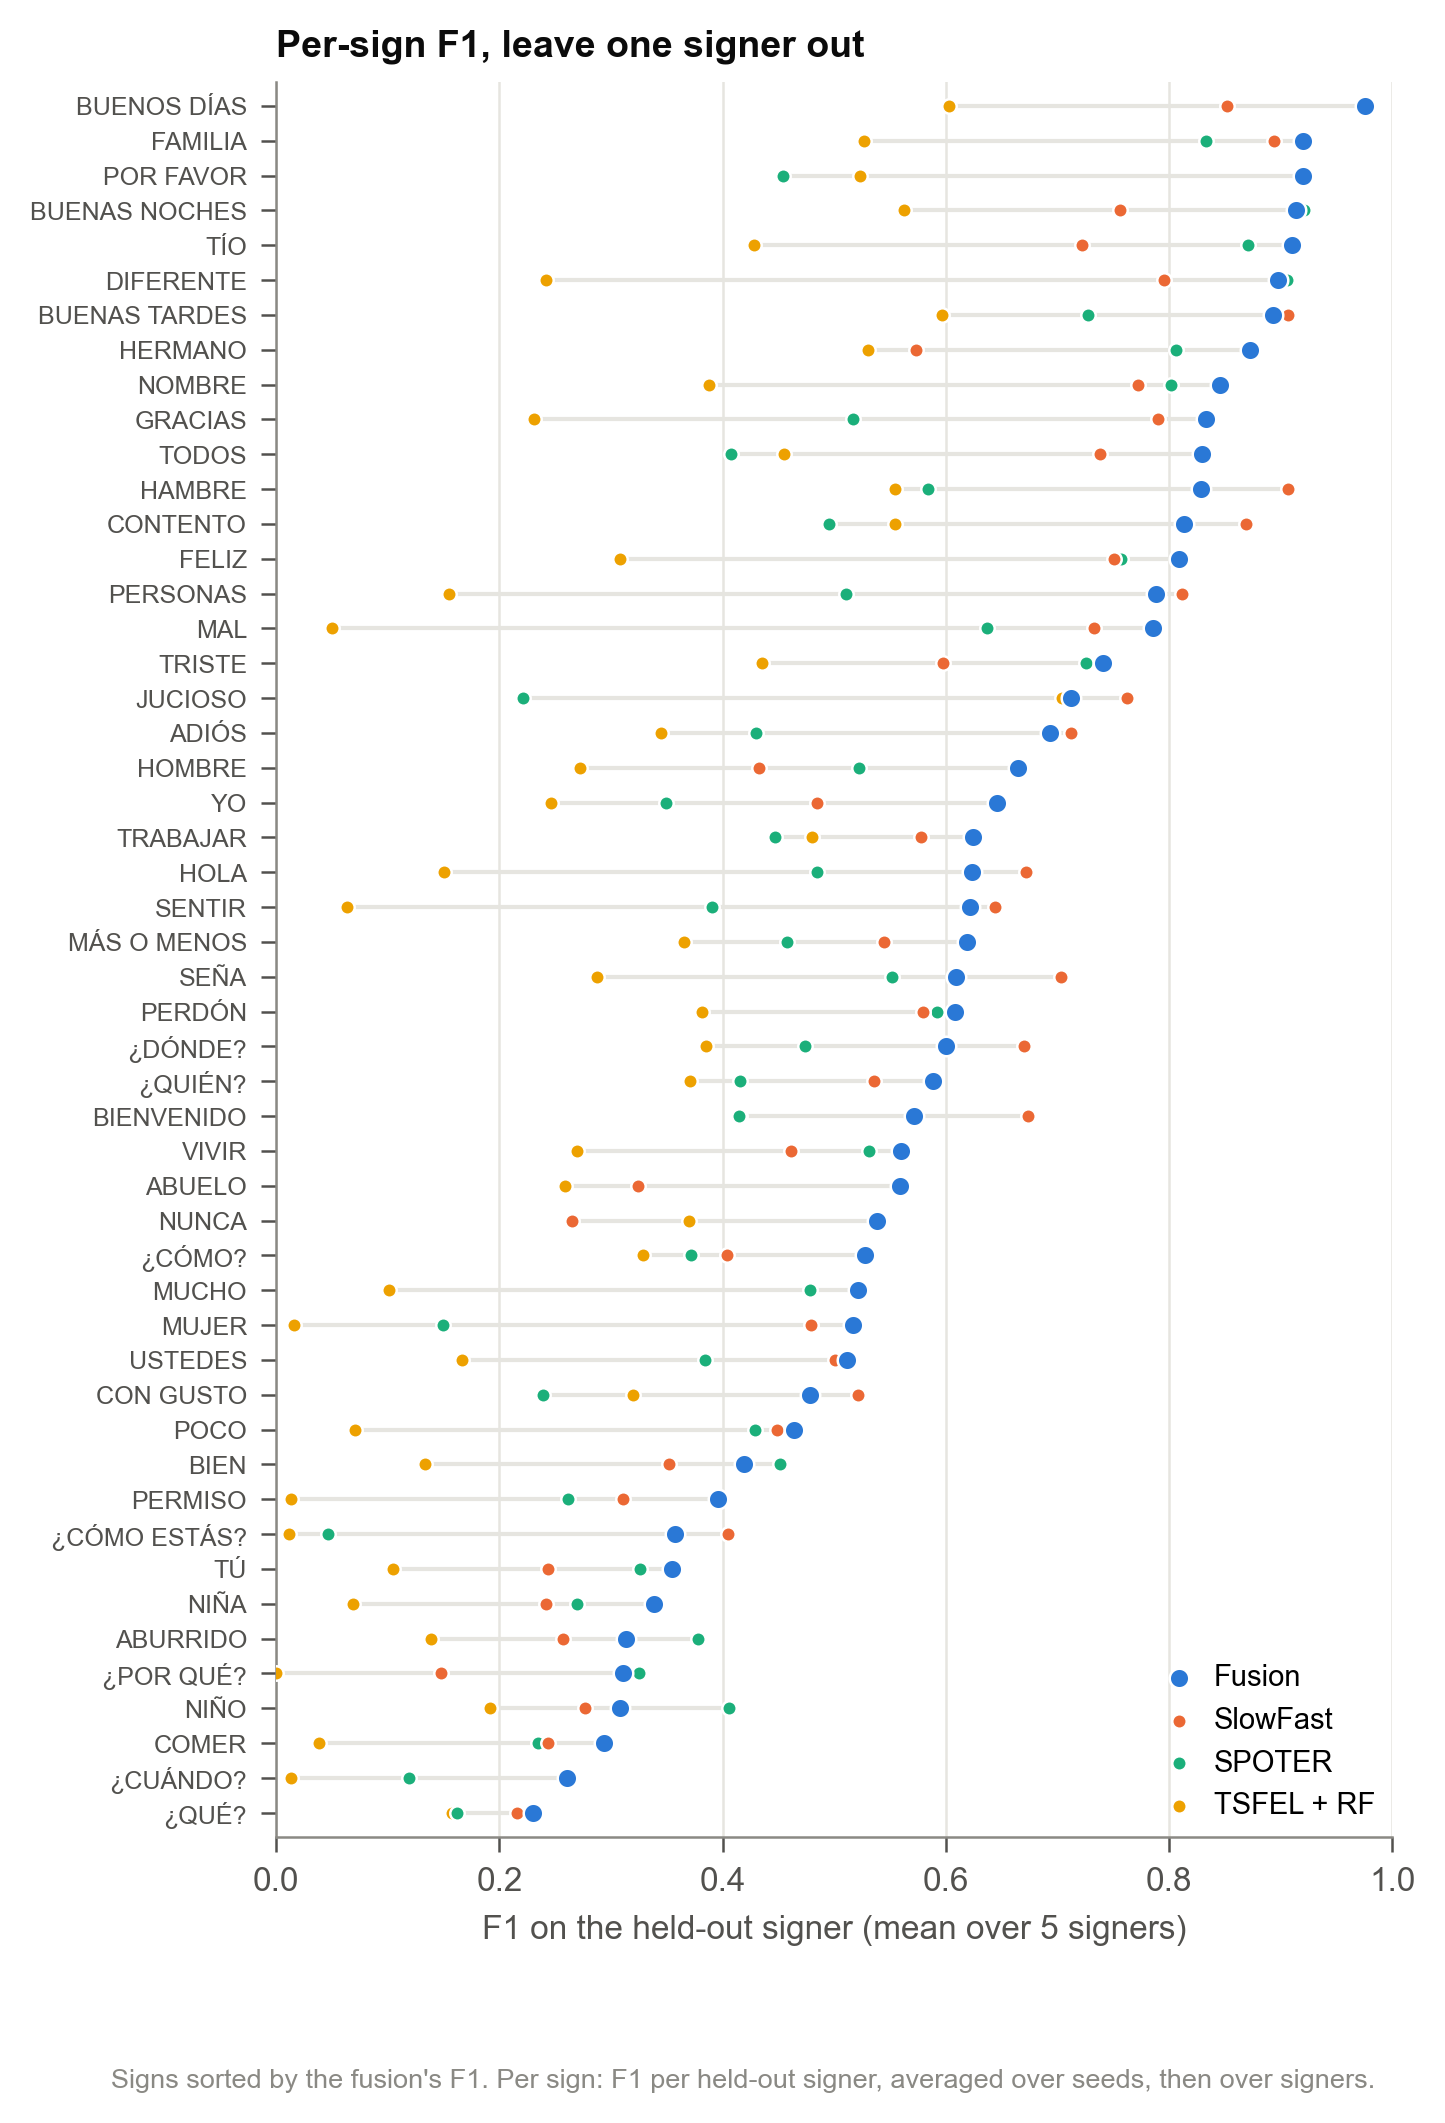 Per-sign F1, leave one signer out
BUENOS DÍAS
FAMILIA
POR FAVOR
BUENAS NOCHES
TÍO
DIFERENTE
BUENAS TARDES
HERMANO
NOMBRE
GRACIAS
TODOS
HAMBRE
CONTENTO
FELIZ
PERSONAS
MAL
TRISTE
JUCIOSO
ADIÓS
HOMBRE
YO
TRABAJAR
HOLA
SENTIR
MÁS O MENOS
SEÑA
PERDÓN
¿DÓNDE?
¿QUIÉN?
BIENVENIDO
VIVIR
ABUELO
NUNCA
¿CÓMO?
MUCHO
MUJER
USTEDES
CON GUSTO
POCO
BIEN
PERMISO
¿CÓMO ESTÁS?
TÚ
NIÑA
ABURRIDO
¿POR QUÉ?
NIÑO
COMER
¿CUÁNDO?
¿QUÉ?
Fusion
SlowFast
SPOTER
TSFEL + RF
0.0 0.2 0.4 0.6 0.8 1.0
F1 on the held-out signer (mean over 5 signers)
Signs sorted by the fusion's F1. Per sign: F1 per held-out signer, averaged over seeds, then over signers.